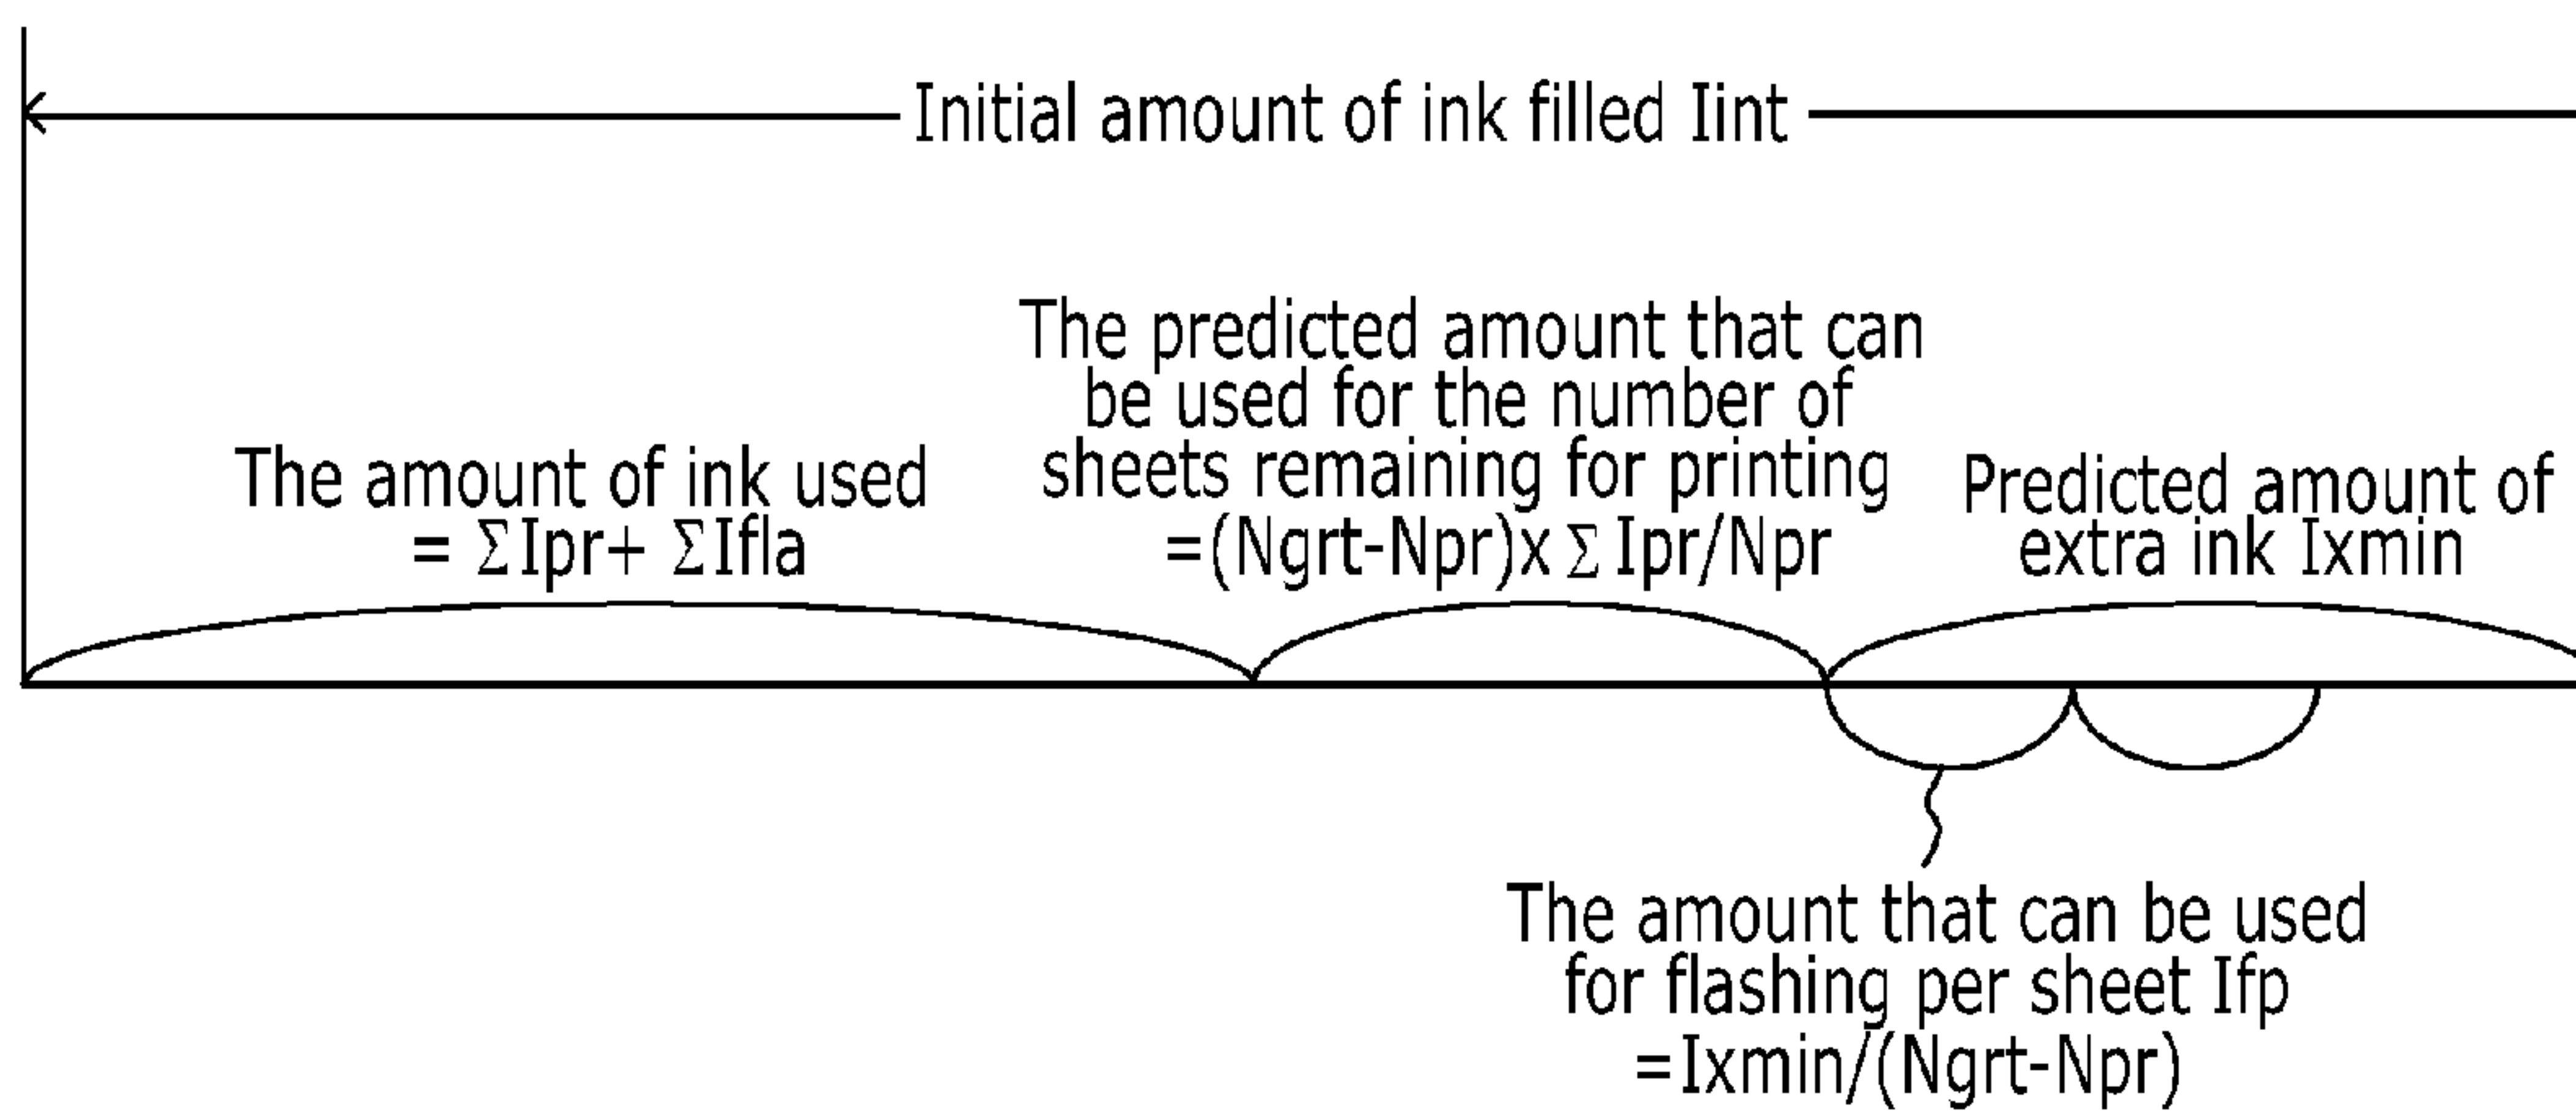 Initial amount of ink filled Iint
The predicted amount that can
be used for the number of
sheets remaining for printing
=(Ngrt-Npr)x ΣIpr/Npr
The amount of ink used
= ΣIpr+ ΣIfla
Predicted amount of
extra ink Ixmin
The amount that can be used
for flashing per sheet Ifp
=Ixmin/(Ngrt-Npr)